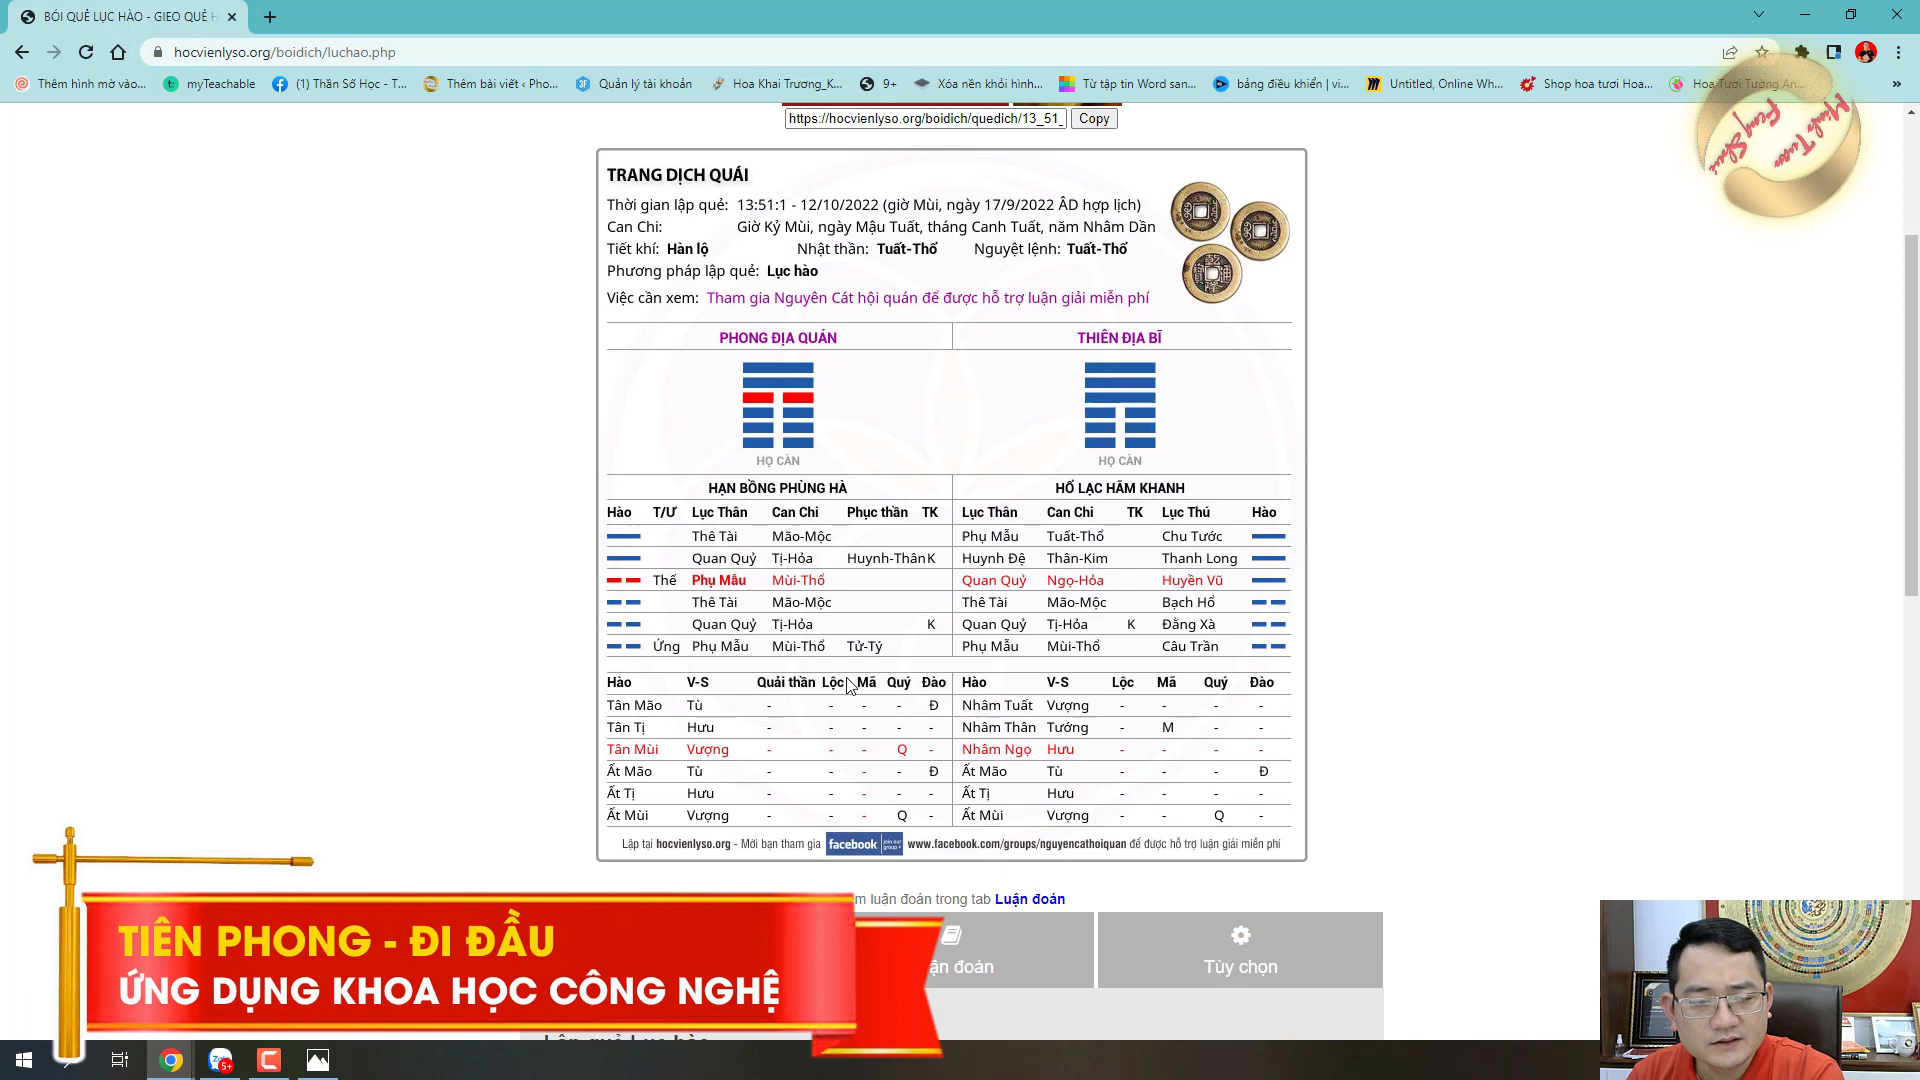 BÓI QUẺ LỤC HÀO - GIEO QUẺ H
hocvienlyso.org/boidich/luchao.php
Thêm hình mờ vào... myTeachable (1) Thần Số Học - T... Thêm bài viết ‹ Pho... Quản lý tài khoản Hoa Khai Trương_K... 9+ Xóa nền khỏi hình... Từ tập tin Word san... bảng điều khiển | vi... Untitled, Online Wh... Shop hoa tươi Hoa... Hoa Tươi Tường An... »
Minh Tuấn
Feng Shui
https://hocvienlyso.org/boidich/quedich/13_51_ Copy
TRANG DỊCH QUÁI
Thời gian lập quẻ: 13:51:1 - 12/10/2022 (giờ Mùi, ngày 17/9/2022 ÂD hợp lịch)
Can Chi: Giờ Kỷ Mùi, ngày Mậu Tuất, tháng Canh Tuất, năm Nhâm Dần
Tiết khí: Hàn lộ Nhật thần: Tuất-Thổ Nguyệt lệnh: Tuất-Thổ
Phương pháp lập quẻ: Lục hào
Việc cần xem: Tham gia Nguyên Cát hội quán để được hỗ trợ luận giải miễn phí
PHONG ĐỊA QUÁN THIÊN ĐỊA BĨ
HỌ CÀN HỌ CÀN
HẠN BỒNG PHÙNG HÀ HỔ LẠC HÃM KHANH
Hào T/Ư Lục Thân Can Chi Phục thần TK Lục Thân Can Chi TK Lục Thú Hào
Thê Tài Mão-Mộc Phụ Mẫu Tuất-Thổ Chu Tước
Quan Quỷ Tị-Hỏa Huynh-Thân K Huynh Đệ Thân-Kim Thanh Long
Thế Phụ Mẫu Mùi-Thổ Quan Quỷ Ngọ-Hỏa Huyền Vũ
Thê Tài Mão-Mộc Thê Tài Mão-Mộc Bạch Hổ
Quan Quỷ Tị-Hỏa K Quan Quỷ Tị-Hỏa K Đằng Xà
Ứng Phụ Mẫu Mùi-Thổ Tử-Tý Phụ Mẫu Mùi-Thổ Câu Trần
Hào V-S Quải thần Lộc Mã Quý Đào Hào V-S Lộc Mã Quý Đào
Tân Mão Tù - - - - Đ Nhâm Tuất Vượng - - - -
Tân Tị Hưu - - - - - Nhâm Thân Tướng - M - -
Tân Mùi Vượng - - - Q - Nhâm Ngọ Hưu - - - -
Ất Mão Tù - - - - Đ Ất Mão Tù - - - Đ
Ất Tị Hưu - - - - - Ất Tị Hưu - - - -
Ất Mùi Vượng - - - Q - Ất Mùi Vượng - - Q -
Lập tại hocvienlyso.org - Mời bạn tham gia facebook join our group www.facebook.com/groups/nguyencathoiquan để được hỗ trợ luận giải miễn phí
m luận đoán trong tab Luận đoán
ận đoán Tùy chọn
TIÊN PHONG - ĐI ĐẦU
ỨNG DỤNG KHOA HỌC CÔNG NGHỆ
5+